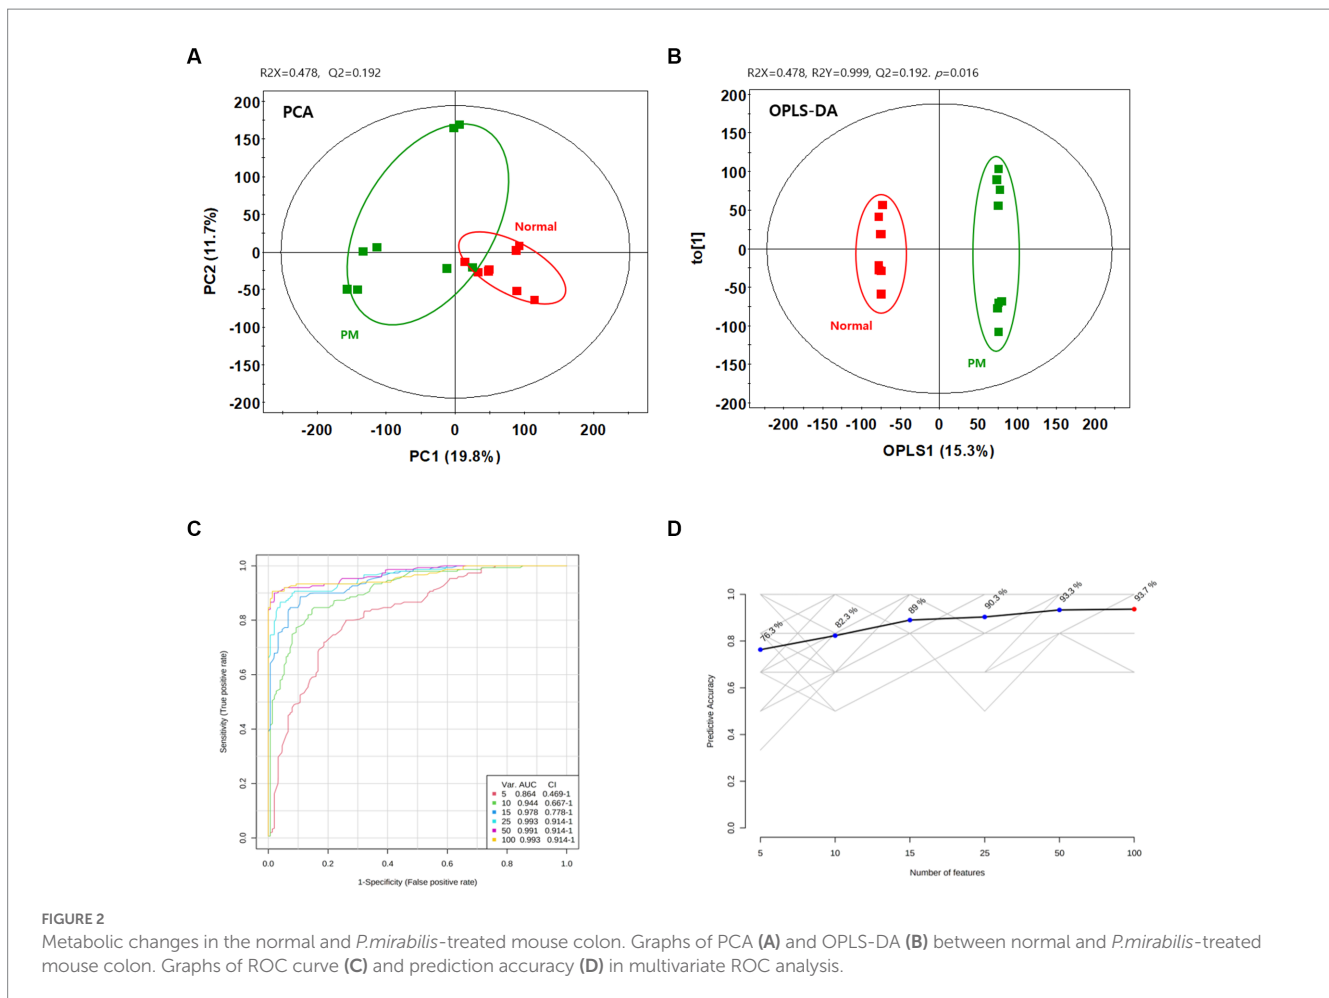 A
R2X=0.478, Q2=0.192
PCA
200
150
100
50
0
-50
-100
-150
-200
PC2 (11.7%)
Normal
PM
-200 -100 0 100 200
PC1 (19.8%)
B
R2X=0.478, R2Y=0.999, Q2=0.192. p=0.016
OPLS-DA
200
150
100
50
0
-50
-100
-150
-200
to[1]
Normal
PM
-200 -150 -100 -50 0 50 100 150 200
OPLS1 (15.3%)
C
Sensitivity (True positive rate)
1.0
0.8
0.6
0.4
0.2
0.0
Var. AUC CI
5 0.864 0.469-1
10 0.944 0.667-1
15 0.978 0.778-1
25 0.993 0.914-1
50 0.991 0.914-1
100 0.993 0.914-1
0.0 0.2 0.4 0.6 0.8 1.0
1-Specificity (False positive rate)
D
Predictive Accuracy
1.0
0.8
0.6
0.4
0.2
0.0
76.3 %
82.3 %
89 %
90.3 %
93.3 %
93.7 %
5 10 15 25 50 100
Number of features
FIGURE 2
Metabolic changes in the normal and P.mirabilis-treated mouse colon. Graphs of PCA (A) and OPLS-DA (B) between normal and P.mirabilis-treated
mouse colon. Graphs of ROC curve (C) and prediction accuracy (D) in multivariate ROC analysis.